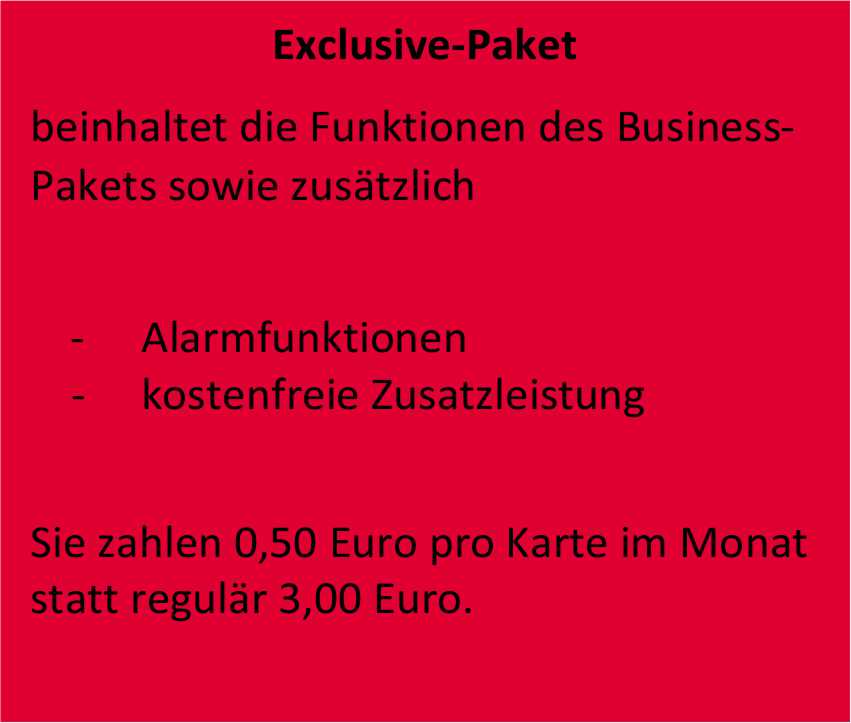 Exclusive-Paket
beinhaltet die Funktionen des Business-
Pakets sowie zusätzlich
- Alarmfunktionen
- kostenfreie Zusatzleistung
Sie zahlen 0,50 Euro pro Karte im Monat
statt regulär 3,00 Euro.